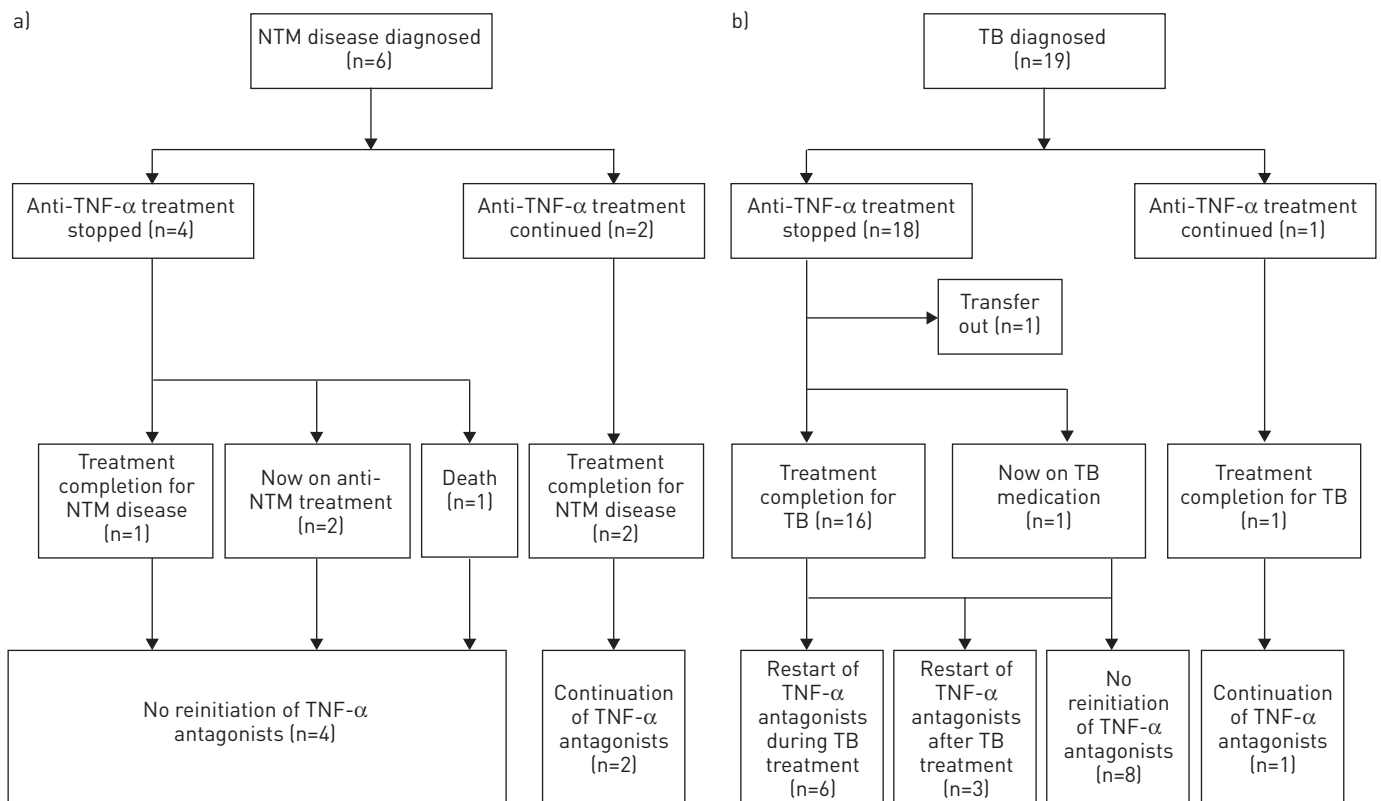 a)
NTM disease diagnosed
(n=6)
Anti-TNF-α treatment
stopped (n=4)
Anti-TNF-α treatment
continued (n=2)
Treatment
completion for
NTM disease
(n=1)
Now on anti-
NTM treatment
(n=2)
Death
(n=1)
Treatment
completion for
NTM disease
(n=2)
No reinitiation of TNF-α
antagonists (n=4)
Continuation
of TNF-α
antagonists
(n=2)
b)
TB diagnosed
(n=19)
Anti-TNF-α treatment
stopped (n=18)
Anti-TNF-α treatment
continued (n=1)
Transfer
out (n=1)
Treatment
completion for
TB (n=16)
Now on TB
medication
(n=1)
Treatment
completion for TB
(n=1)
Restart of
TNF-α
antagonists
during TB
treatment
(n=6)
Restart of
TNF-α
antagonists
after TB
treatment
(n=3)
No
reinitiation
of TNF-α
antagonists
(n=8)
Continuation
of TNF-α
antagonists
(n=1)